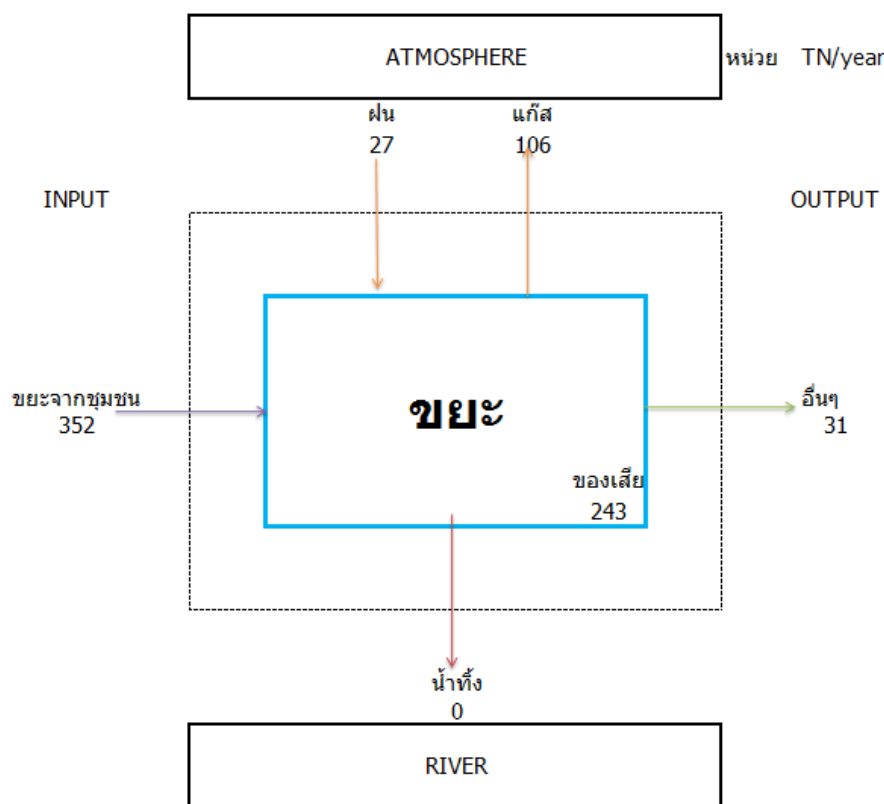 ATMOSPHERE
หน่วย TN/year
ฝน
27
แก๊ส
106
INPUT
OUTPUT
ขยะจากชุมชน
352
ขยะ
อื่นๆ
31
ของเสีย
243
น้ำทิ้ง
0
RIVER